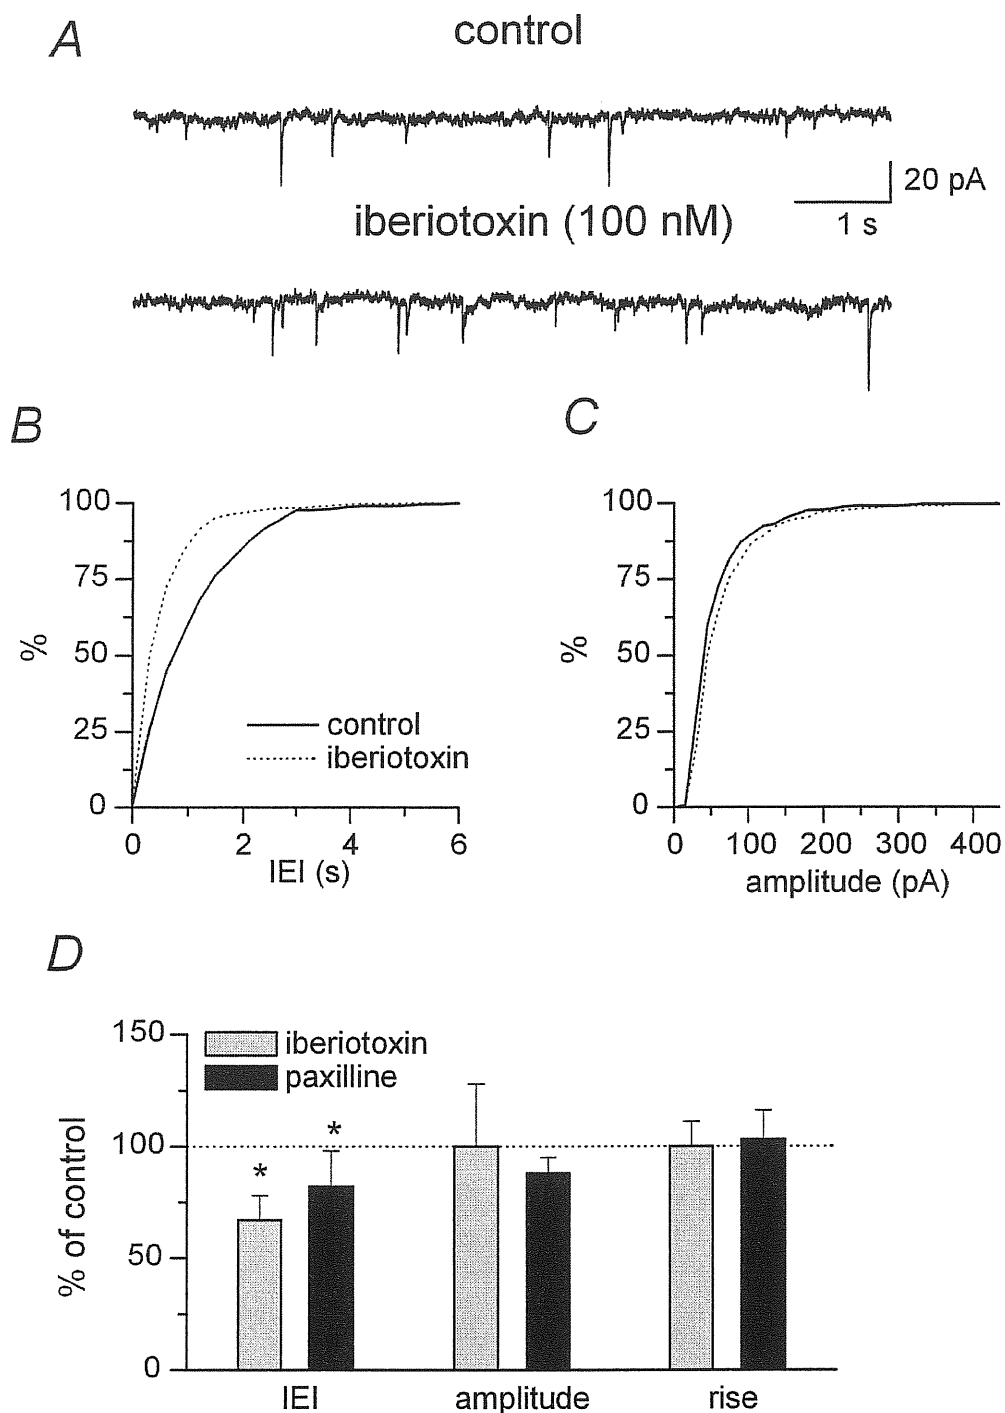 A
control
20 pA
1 s
iberiotoxin (100 nM)
B
C
100
75
50
25
0
%
control
iberiotoxin
0 2 4 6
IEI (s)
100
75
50
25
0
%
0 100 200 300 400
amplitude (pA)
D
150
100
50
0
% of control
iberiotoxin
paxilline
* *
IEI amplitude rise